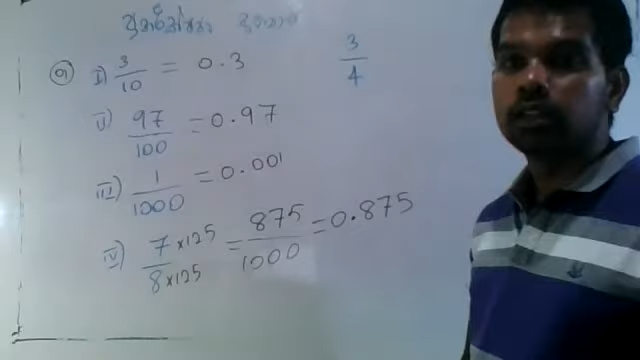 ① I) 3/10 = 0.3
3/4
II) 97/100 = 0.97
III) 1/1000 = 0.001
IV) 7×125/8×125 = 875/1000 = 0.875